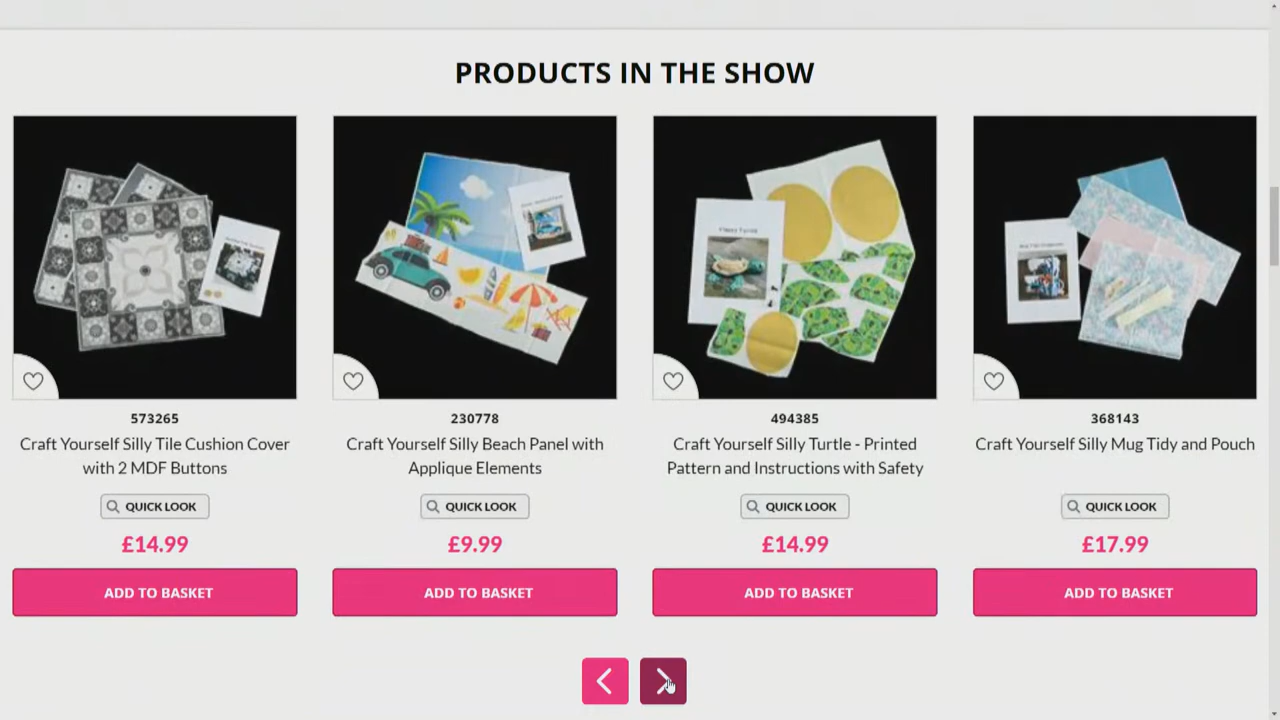 PRODUCTS IN THE SHOW
573265
Craft Yourself Silly Tile Cushion Cover
with 2 MDF Buttons
QUICK LOOK
£14.99
ADD TO BASKET
230778
Craft Yourself Silly Beach Panel with
Applique Elements
QUICK LOOK
£9.99
ADD TO BASKET
Turtle
494385
Craft Yourself Silly Turtle - Printed
Pattern and Instructions with Safety
QUICK LOOK
£14.99
ADD TO BASKET
368143
Craft Yourself Silly Mug Tidy and Pouch
QUICK LOOK
£17.99
ADD TO BASKET